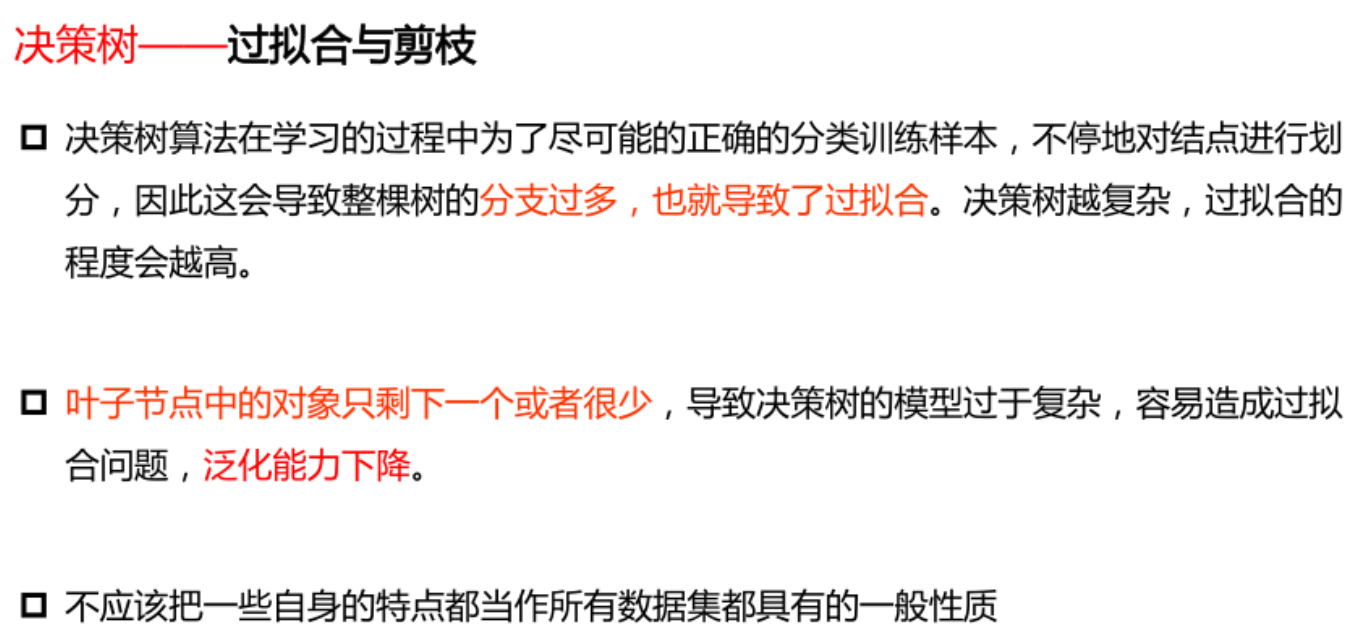 决策树——过拟合与剪枝
决策树算法在学习的过程中为了尽可能的正确的分类训练样本，不停地对结点进行划
分，因此这会导致整棵树的分支过多，也就导致了过拟合。决策树越复杂，过拟合的
程度会越高。
叶子节点中的对象只剩下一个或者很少，导致决策树的模型过于复杂，容易造成过拟
合问题，泛化能力下降。
不应该把一些自身的特点都当作所有数据集都具有的一般性质